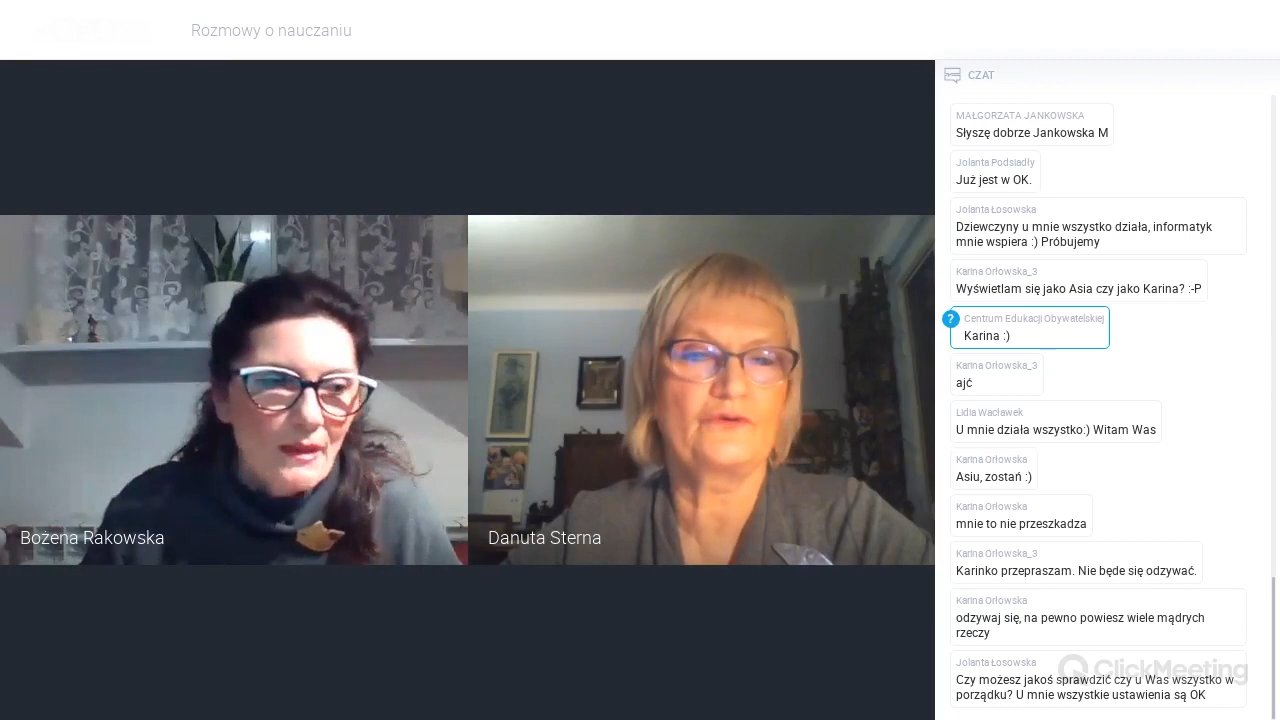 Rozmowy o nauczaniu
CZAT
MAŁGORZATA JANKOWSKA
Słyszę dobrze Jankowska M
Jolanta Podsiadły
Już jest w OK.
Jolanta Łosowska
Dziewczyny u mnie wszystko działa, informatyk
mnie wspiera :) Próbujemy
Karina Orłowska_3
Wyświetlam się jako Asia czy jako Karina? :-P
?
Centrum Edukacji Obywatelskiej
Karina :)
Karina Orłowska_3
ajć
Lidia Wacławek
U mnie działa wszystko:) Witam Was
Karina Orłowska
Asiu, zostań :)
Karina Orłowska
mnie to nie przeszkadza
Karina Orłowska_3
Karinko przepraszam. Nie będe się odzywać.
Karina Orłowska
odzywaj się, na pewno powiesz wiele mądrych
rzeczy
Jolanta Łosowska
Czy możesz jakoś sprawdzić czy u Was wszystko w
porządku? U mnie wszystkie ustawienia są OK
ClickMeeting
Bożena Rakowska
Danuta Sterna